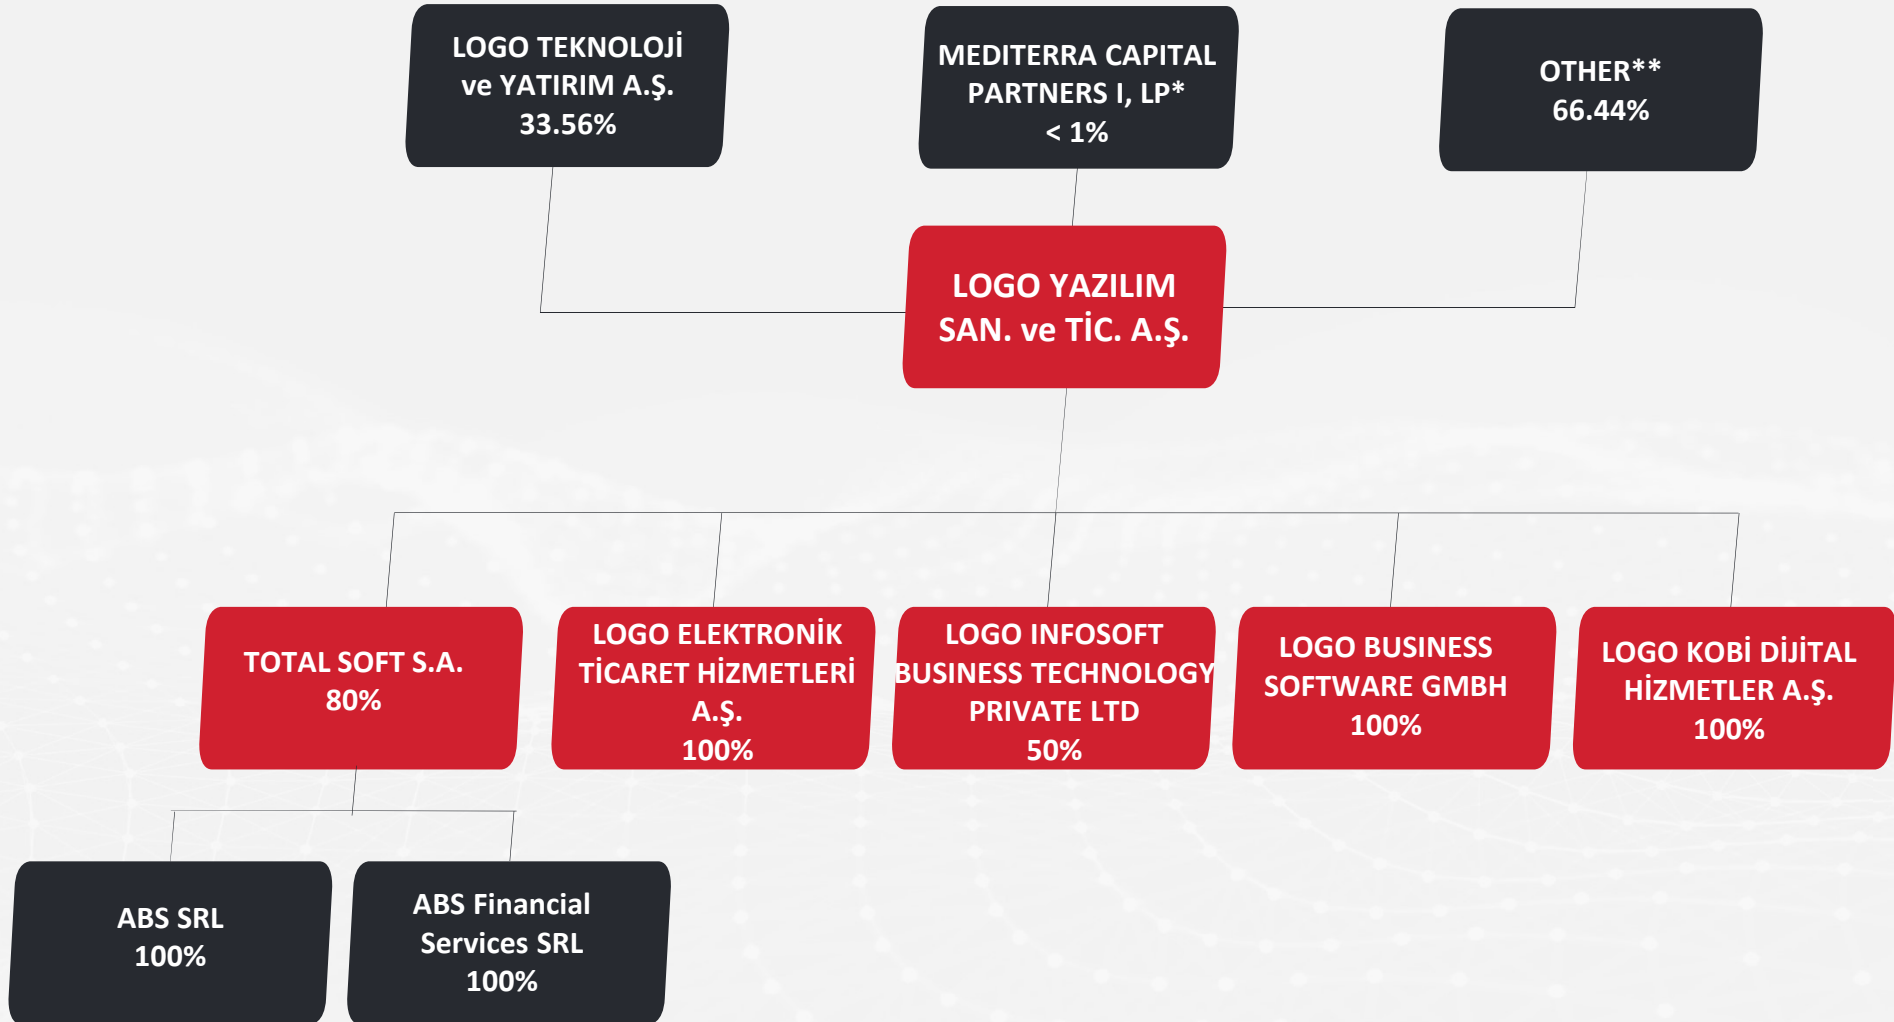 LOGO TEKNOLOJİ
ve YATIRIM A.Ş.
33.56%
MEDITERRA CAPITAL
PARTNERS I, LP*
< 1%
OTHER**
66.44%
LOGO YAZILIM
SAN. ve TİC. A.Ş.
TOTAL SOFT S.A.
80%
LOGO ELEKTRONİK
TİCARET HİZMETLERİ
A.Ş.
100%
LOGO INFOSOFT
BUSINESS TECHNOLOGY
PRIVATE LTD
50%
LOGO BUSINESS
SOFTWARE GMBH
100%
LOGO KOBİ DİJİTAL
HİZMETLER A.Ş.
100%
ABS SRL
100%
ABS Financial
Services SRL
100%